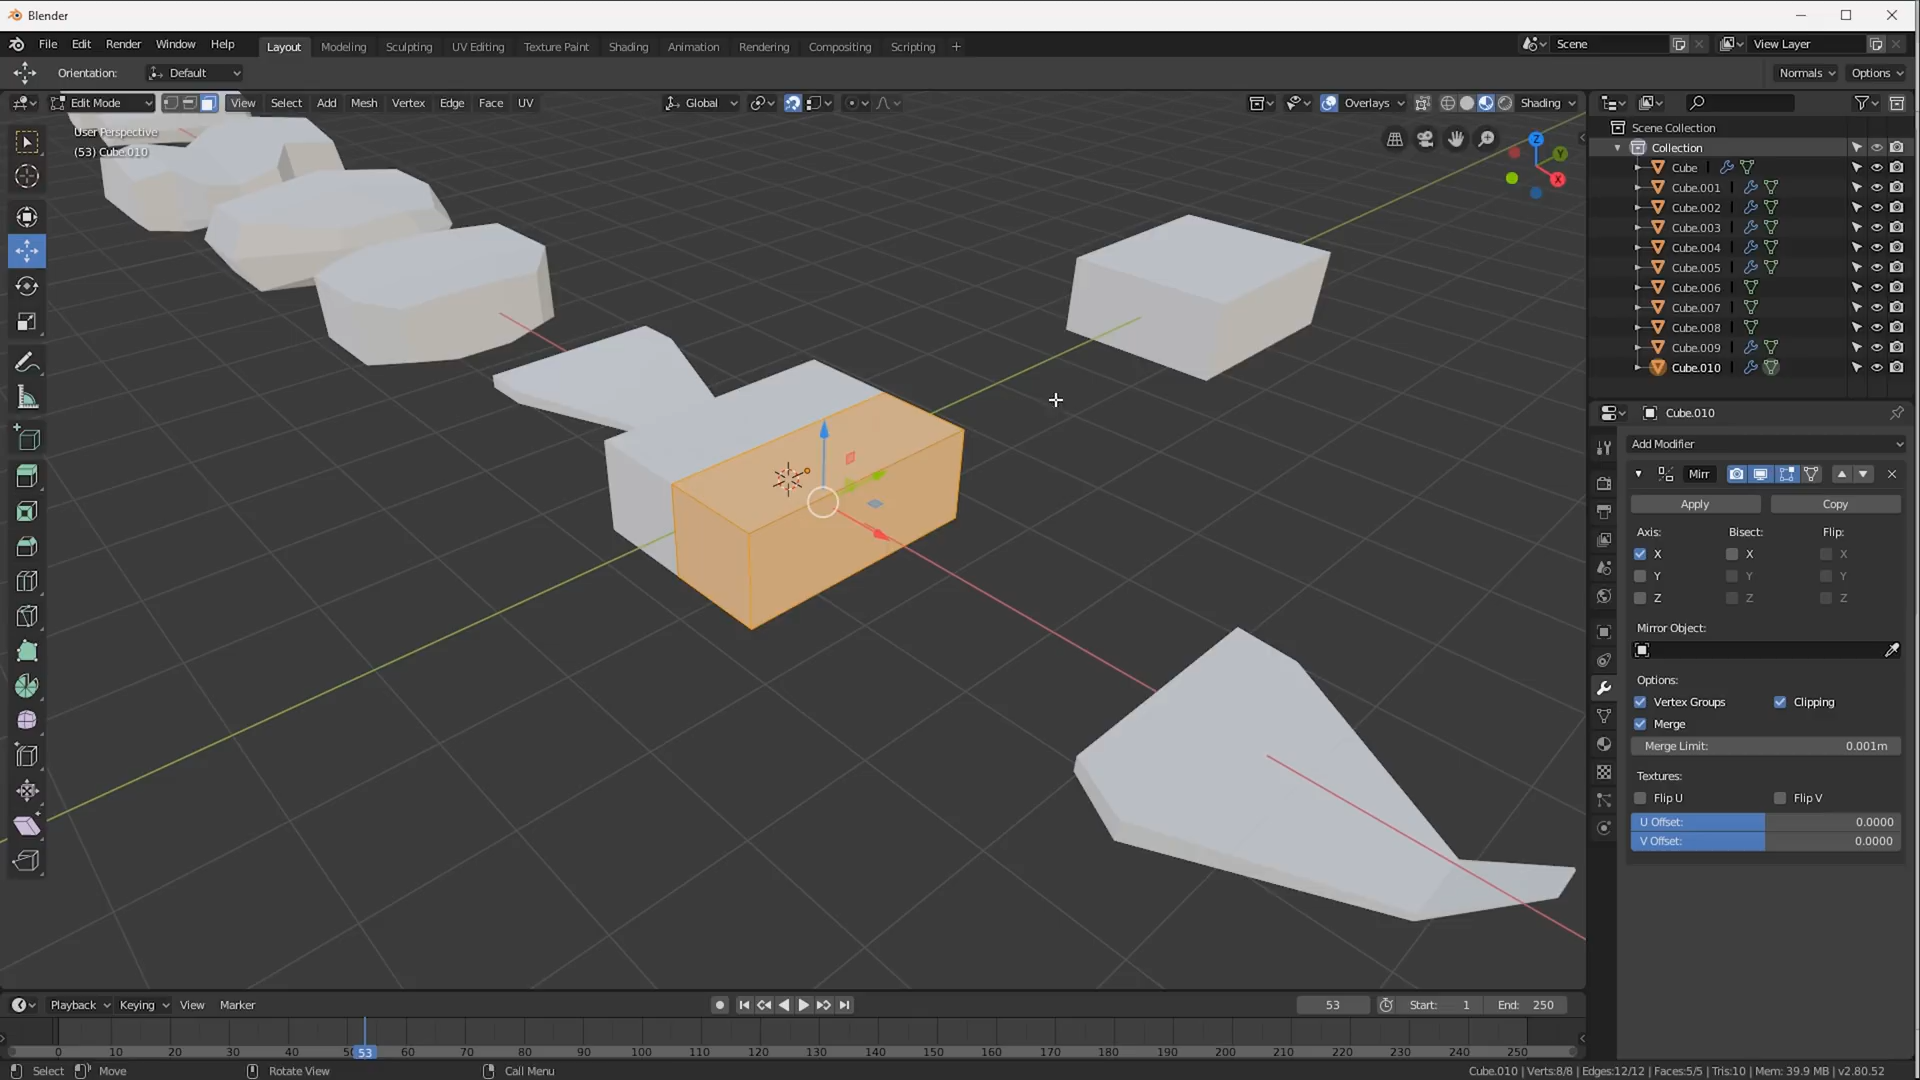 Blender
File Edit Render Window Help Layout Modeling Sculpting UV Editing Texture Paint Shading Animation Rendering Compositing Scripting + Scene View Layer
Orientation: Default Normals Options
Edit Mode View Select Add Mesh Vertex Edge Face UV Global Overlays Shading
User Perspective
(53) Cube.010
Z
Y
X
Scene Collection
Collection
Cube
Cube.001
Cube.002
Cube.003
Cube.004
Cube.005
Cube.006
Cube.007
Cube.008
Cube.009
Cube.010
Cube.010
Add Modifier
Mirr
Apply Copy
Axis: Bisect: Flip:
X X X
Y Y Y
Z Z Z
Mirror Object:
Options:
Vertex Groups Clipping
Merge
Merge Limit: 0.001m
Textures:
Flip U Flip V
U Offset: 0.0000
V Offset: 0.0000
Playback Keying View Marker 53 Start: 1 End: 250
0 10 20 30 40 50 53 60 70 80 90 100 110 120 130 140 150 160 170 180 190 200 210 220 230 240 250
Select Move Rotate View Call Menu Cube.010 | Verts:8/8 | Edges:12/12 | Faces:5/5 | Tris:10 | Mem: 39.9 MB | v2.80.52